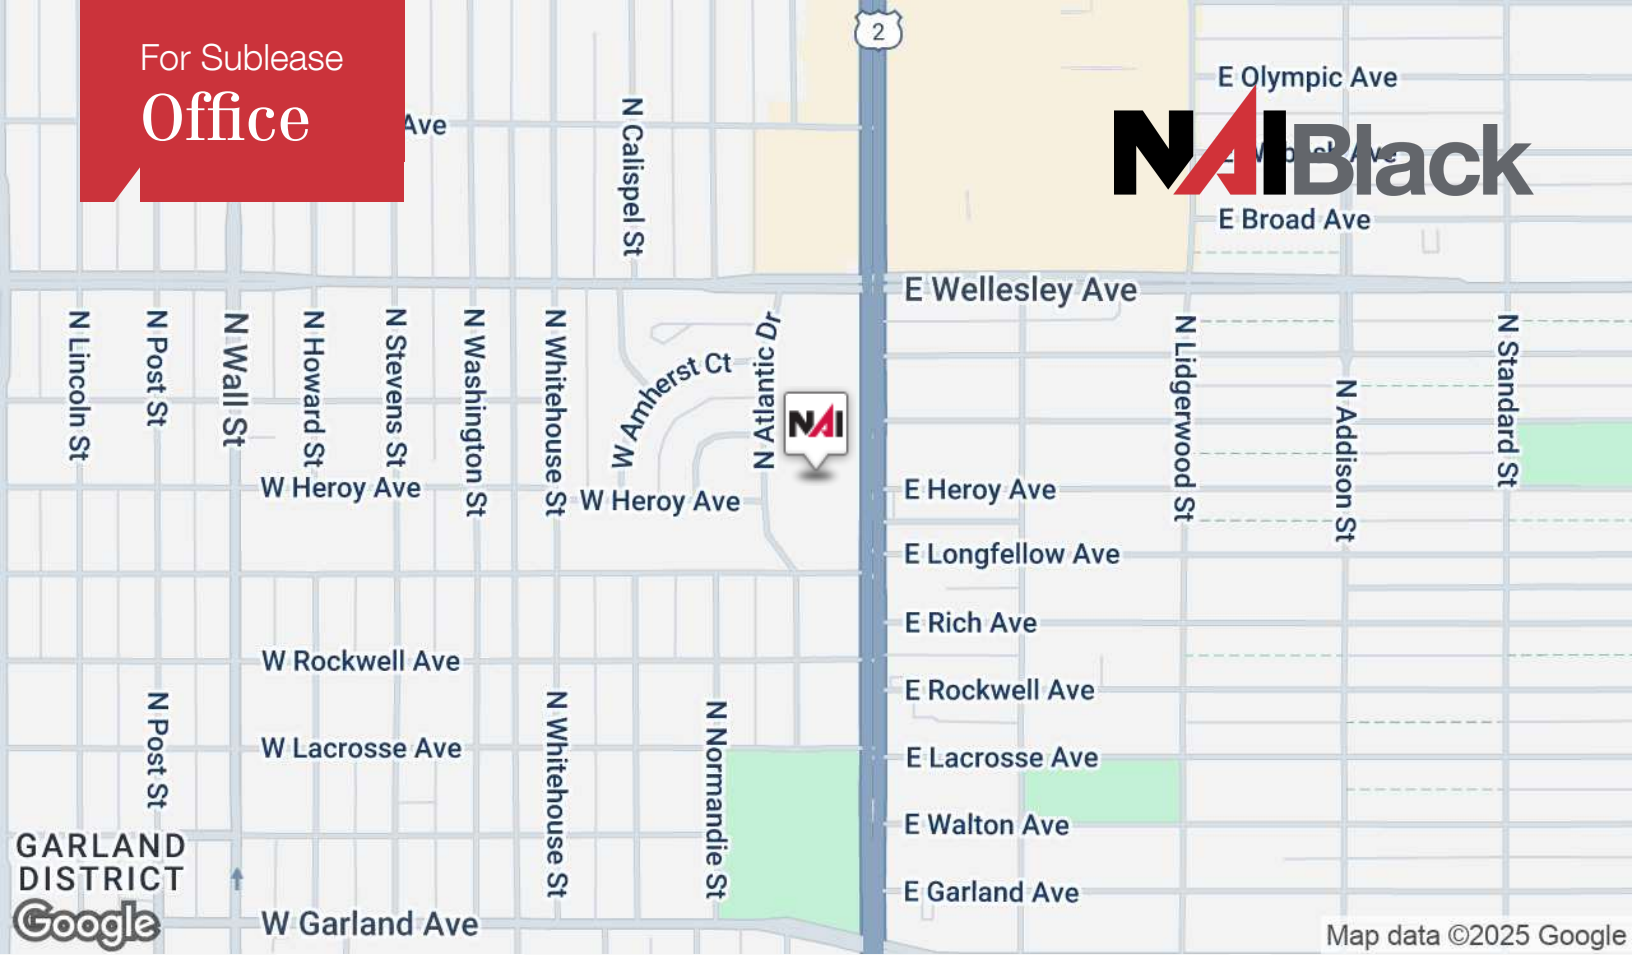 For Sublease
Office
Ave
2
N Calispel St
E Olympic Ave
NAIBlack
E Broad Ave
E Wellesley Ave
N Lincoln St
N Post St
N Wall St
N Howard St
N Stevens St
N Washington St
N Whitehouse St
W Amherst Ct
N Atlantic Dr
NAI
N Lidgerwood St
N Addison St
N Standard St
W Heroy Ave
W Heroy Ave
E Heroy Ave
E Longfellow Ave
E Rich Ave
W Rockwell Ave
E Rockwell Ave
N Post St
N Whitehouse St
N Normandie St
W Lacrosse Ave
E Lacrosse Ave
E Walton Ave
GARLAND
DISTRICT
E Garland Ave
Google
W Garland Ave
Map data ©2025 Google